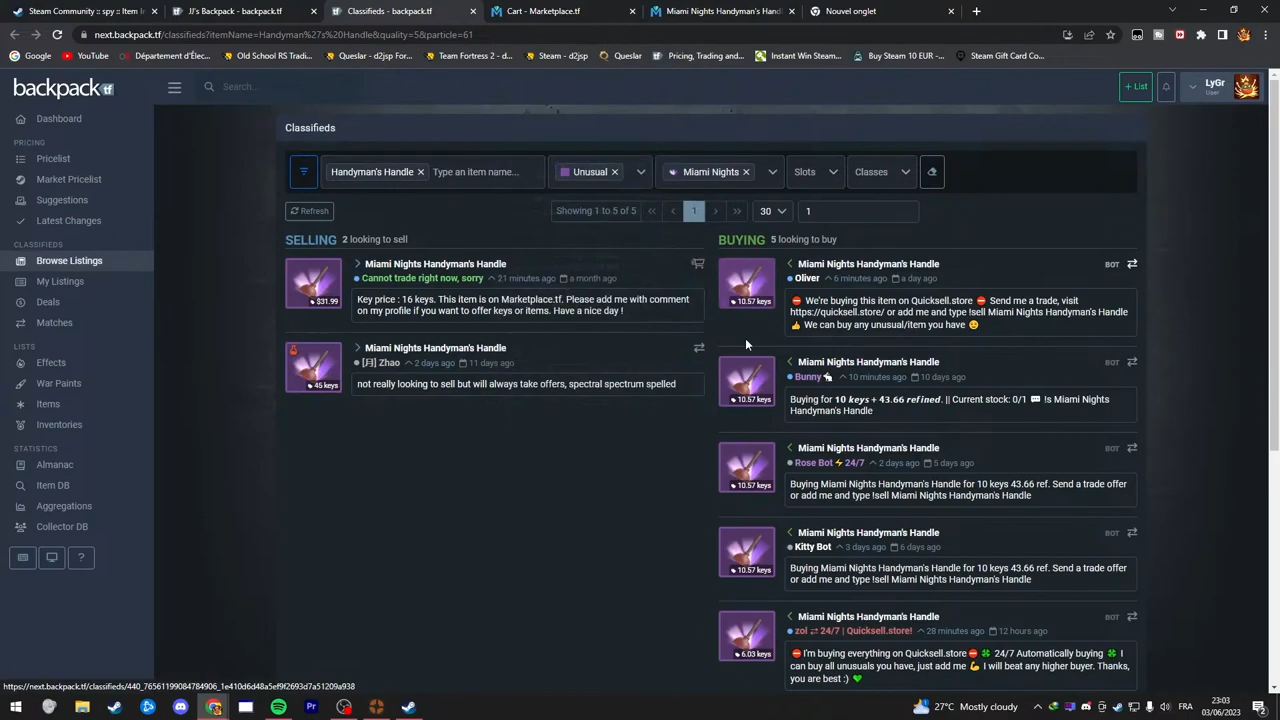 Steam Community :: spy :: Item I
JJ's Backpack - backpack.tf
Classifieds - backpack.tf
Cart - Marketplace.tf
Miami Nights Handyman's Handle
Nouvel onglet
next.backpack.tf/classifieds?itemName=Handyman%27s%20Handle&quality=5&particle=61
Google
YouTube
Département d'Élec...
Old School RS Tradi...
Queslar - d2jsp For...
Team Fortress 2 - d...
Steam - d2jsp
Queslar
Pricing, Trading and...
Instant Win Steam...
Buy Steam 10 EUR -...
Steam Gift Card Co...
backpack.tf
Search...
+ List
LyGr
User
Dashboard
PRICING
Pricelist
Market Pricelist
Suggestions
Latest Changes
CLASSIFIEDS
Browse Listings
My Listings
Deals
Matches
LISTS
Effects
War Paints
Items
Inventories
STATISTICS
Almanac
Item DB
Aggregations
Collector DB
?
Classifieds
Handyman's Handle
Type an item name...
Unusual
Miami Nights
Slots
Classes
Refresh
Showing 1 to 5 of 5
1
30
1
SELLING 2 looking to sell
Miami Nights Handyman's Handle
Cannot trade right now, sorry 21 minutes ago a month ago
$31.99
Key price : 16 keys. This item is on Marketplace.tf. Please add me with comment
on my profile if you want to offer keys or items. Have a nice day !
Miami Nights Handyman's Handle
[月] Zhao 2 days ago 11 days ago
45 keys
not really looking to sell but will always take offers, spectral spectrum spelled
BUYING 5 looking to buy
Miami Nights Handyman's Handle BOT
Oliver 6 minutes ago a day ago
10.57 keys
⛔ We're buying this item on Quicksell.store ⛔ Send me a trade, visit
https://quicksell.store/ or add me and type !sell Miami Nights Handyman's Handle
👍 We can buy any unusual/item you have 😉
Miami Nights Handyman's Handle BOT
Bunny 🐇 10 minutes ago 10 days ago
10.57 keys
Buying for 10 keys + 43.66 refined. || Current stock: 0/1 💬 !s Miami Nights
Handyman's Handle
Miami Nights Handyman's Handle BOT
Rose Bot ⚡ 24/7 2 days ago 5 days ago
10.57 keys
Buying Miami Nights Handyman's Handle for 10 keys 43.66 ref. Send a trade offer
or add me and type !sell Miami Nights Handyman's Handle
Miami Nights Handyman's Handle BOT
Kitty Bot 3 days ago 6 days ago
10.57 keys
Buying Miami Nights Handyman's Handle for 10 keys 43.66 ref. Send a trade offer
or add me and type !sell Miami Nights Handyman's Handle
Miami Nights Handyman's Handle BOT
zoi ⇄ 24/7 | Quicksell.store! 28 minutes ago 12 hours ago
6.03 keys
⛔ I'm buying everything on Quicksell.store ⛔ 🍀 24/7 Automatically buying 🍀 I
can buy all unusuals you have, just add me 💪 I will beat any higher buyer. Thanks,
you are best :) 💚
https://next.backpack.tf/classifieds/440_76561199084784906_1e410d6d48a5ef9f2693d7a51209a938
27°C Mostly cloudy
FRA
23:03
03/06/2023